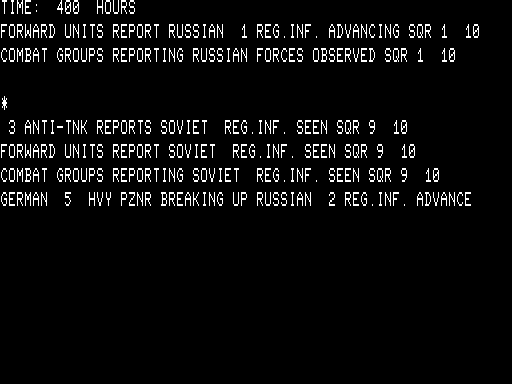 TIME:  400  HOURS
FORWARD UNITS REPORT RUSSIAN  1 REG.INF. ADVANCING SQR 1  10
COMBAT GROUPS REPORTING RUSSIAN FORCES OBSERVED SQR 1  10
*
 3 ANTI-TNK REPORTS SOVIET  REG.INF. SEEN SQR 9  10
FORWARD UNITS REPORT SOVIET  REG.INF. SEEN SQR 9  10
COMBAT GROUPS REPORTING SOVIET  REG.INF. SEEN SQR 9  10
GERMAN  5  HVY PZNR BREAKING UP RUSSIAN  2 REG.INF. ADVANCE